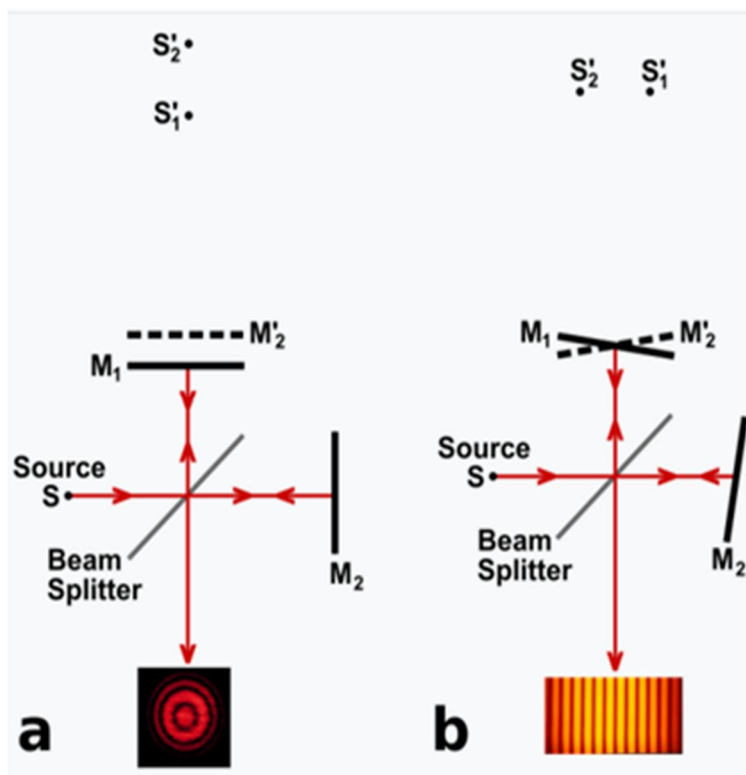 S'₂
S'₁
M'₂
M₁
Source
S
Beam
Splitter
M₂
a
S'₂ S'₁
M₁ M'₂
Source
S
Beam
Splitter
M₂
b